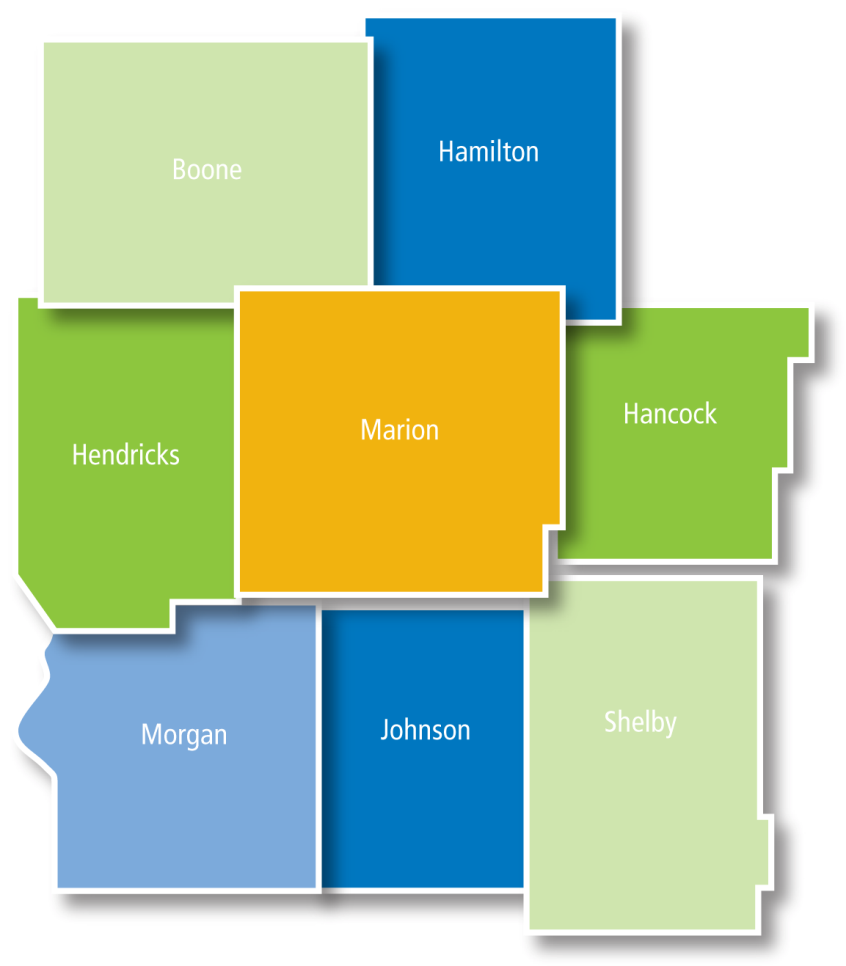 Boone
Hamilton
Hendricks
Marion
Hancock
Morgan
Johnson
Shelby